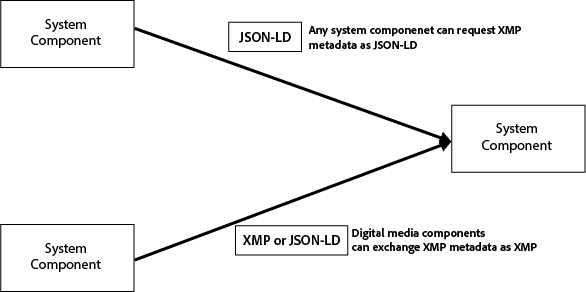 System
Component
JSON-LD
Any system componenet can request XMP
metadata as JSON-LD
System
Component
System
Component
XMP or JSON-LD
Digital media components
can exchange XMP metadata as XMP